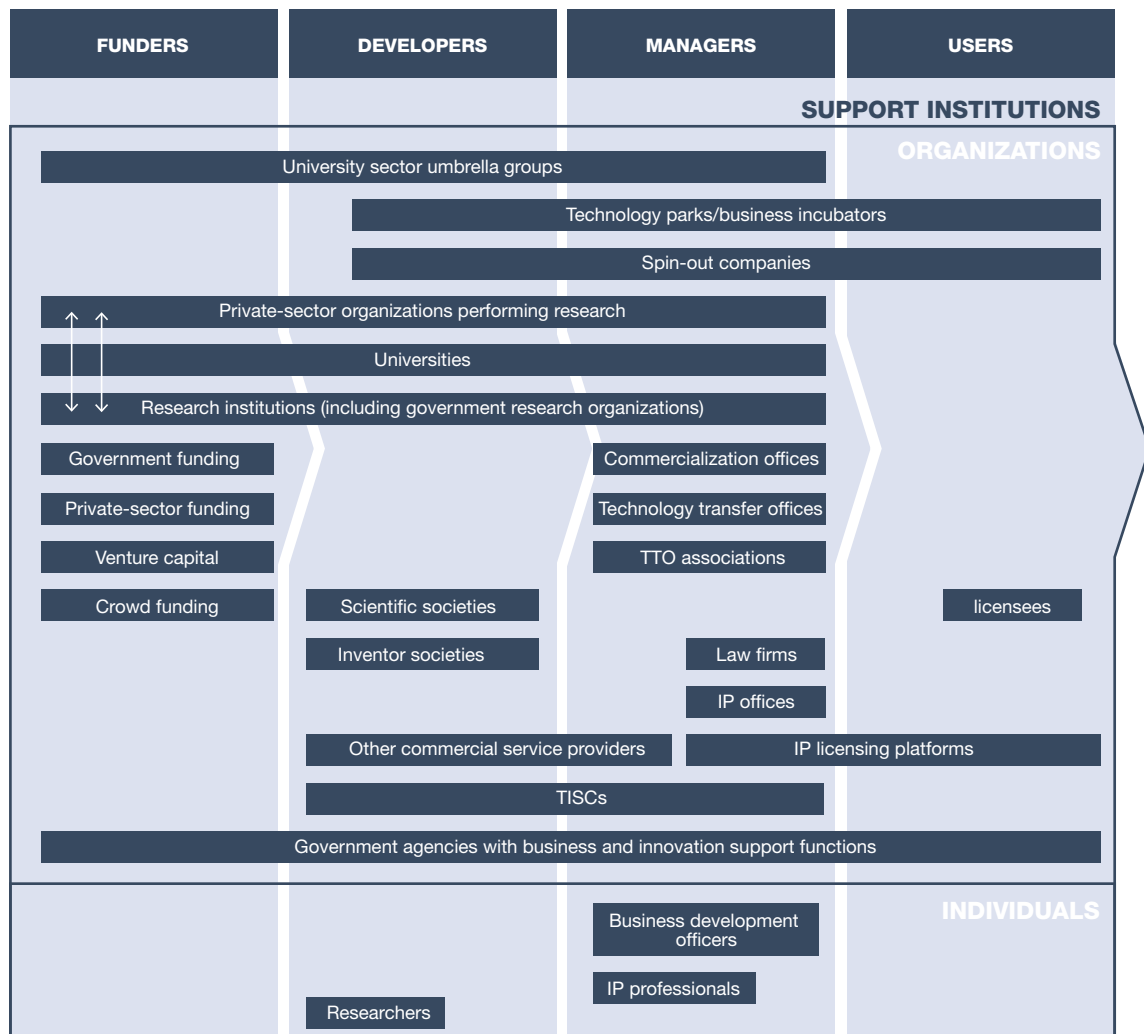 FUNDERS
DEVELOPERS
MANAGERS
USERS
SUPPORT INSTITUTIONS
ORGANIZATIONS
University sector umbrella groups
Technology parks/business incubators
Spin-out companies
Private-sector organizations performing research
Universities
Research institutions (including government research organizations)
Government funding
Commercialization offices
Private-sector funding
Technology transfer offices
Venture capital
TTO associations
Crowd funding
Scientific societies
licensees
Inventor societies
Law firms
IP offices
Other commercial service providers
IP licensing platforms
TISCs
Government agencies with business and innovation support functions
INDIVIDUALS
Business development
officers
IP professionals
Researchers